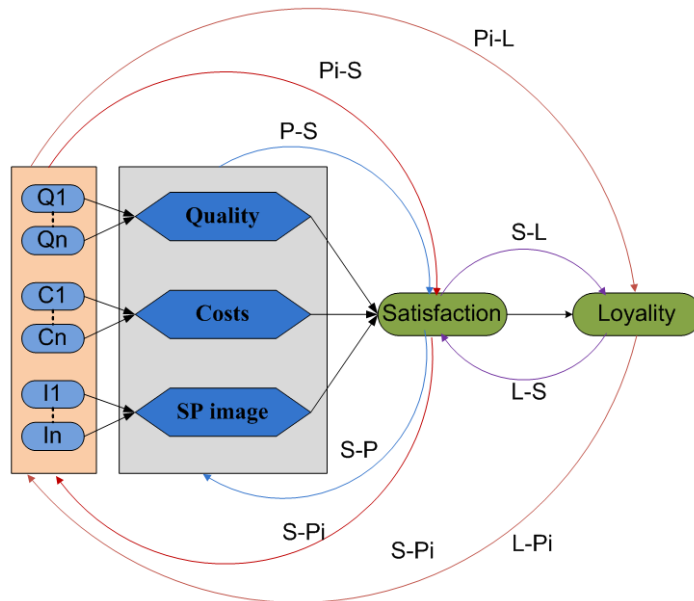 Pi-L
Pi-S
P-S
Q1
Quality
Qn
S-L
C1
Costs
Satisfaction
Loyality
Cn
I1
SP image
L-S
In
S-P
S-Pi
S-Pi
L-Pi